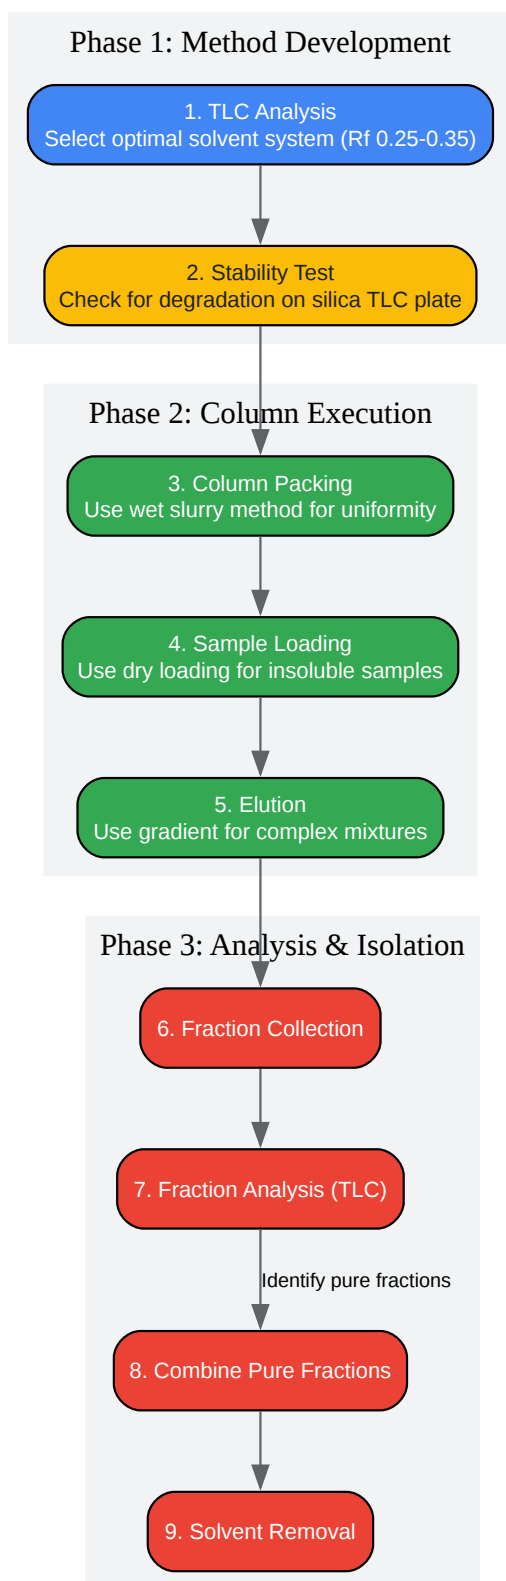 Phase 1: Method Development
1. TLC Analysis
Select optimal solvent system (Rf 0.25-0.35)
2. Stability Test
Check for degradation on silica TLC plate
Phase 2: Column Execution
3. Column Packing
Use wet slurry method for uniformity
4. Sample Loading
Use dry loading for insoluble samples
5. Elution
Use gradient for complex mixtures
Phase 3: Analysis & Isolation
6. Fraction Collection
7. Fraction Analysis (TLC)
Identify pure fractions
8. Combine Pure Fractions
9. Solvent Removal